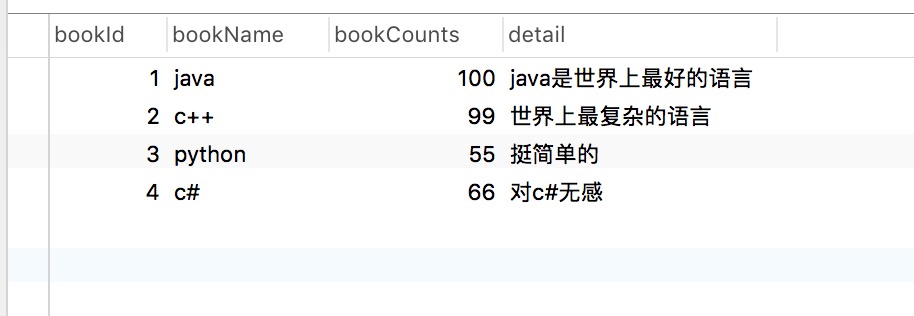 bookId bookName bookCounts detail
1 java 100 java是世界上最好的语言
2 c++ 99 世界上最复杂的语言
3 python 55 挺简单的
4 c# 66 对c#无感